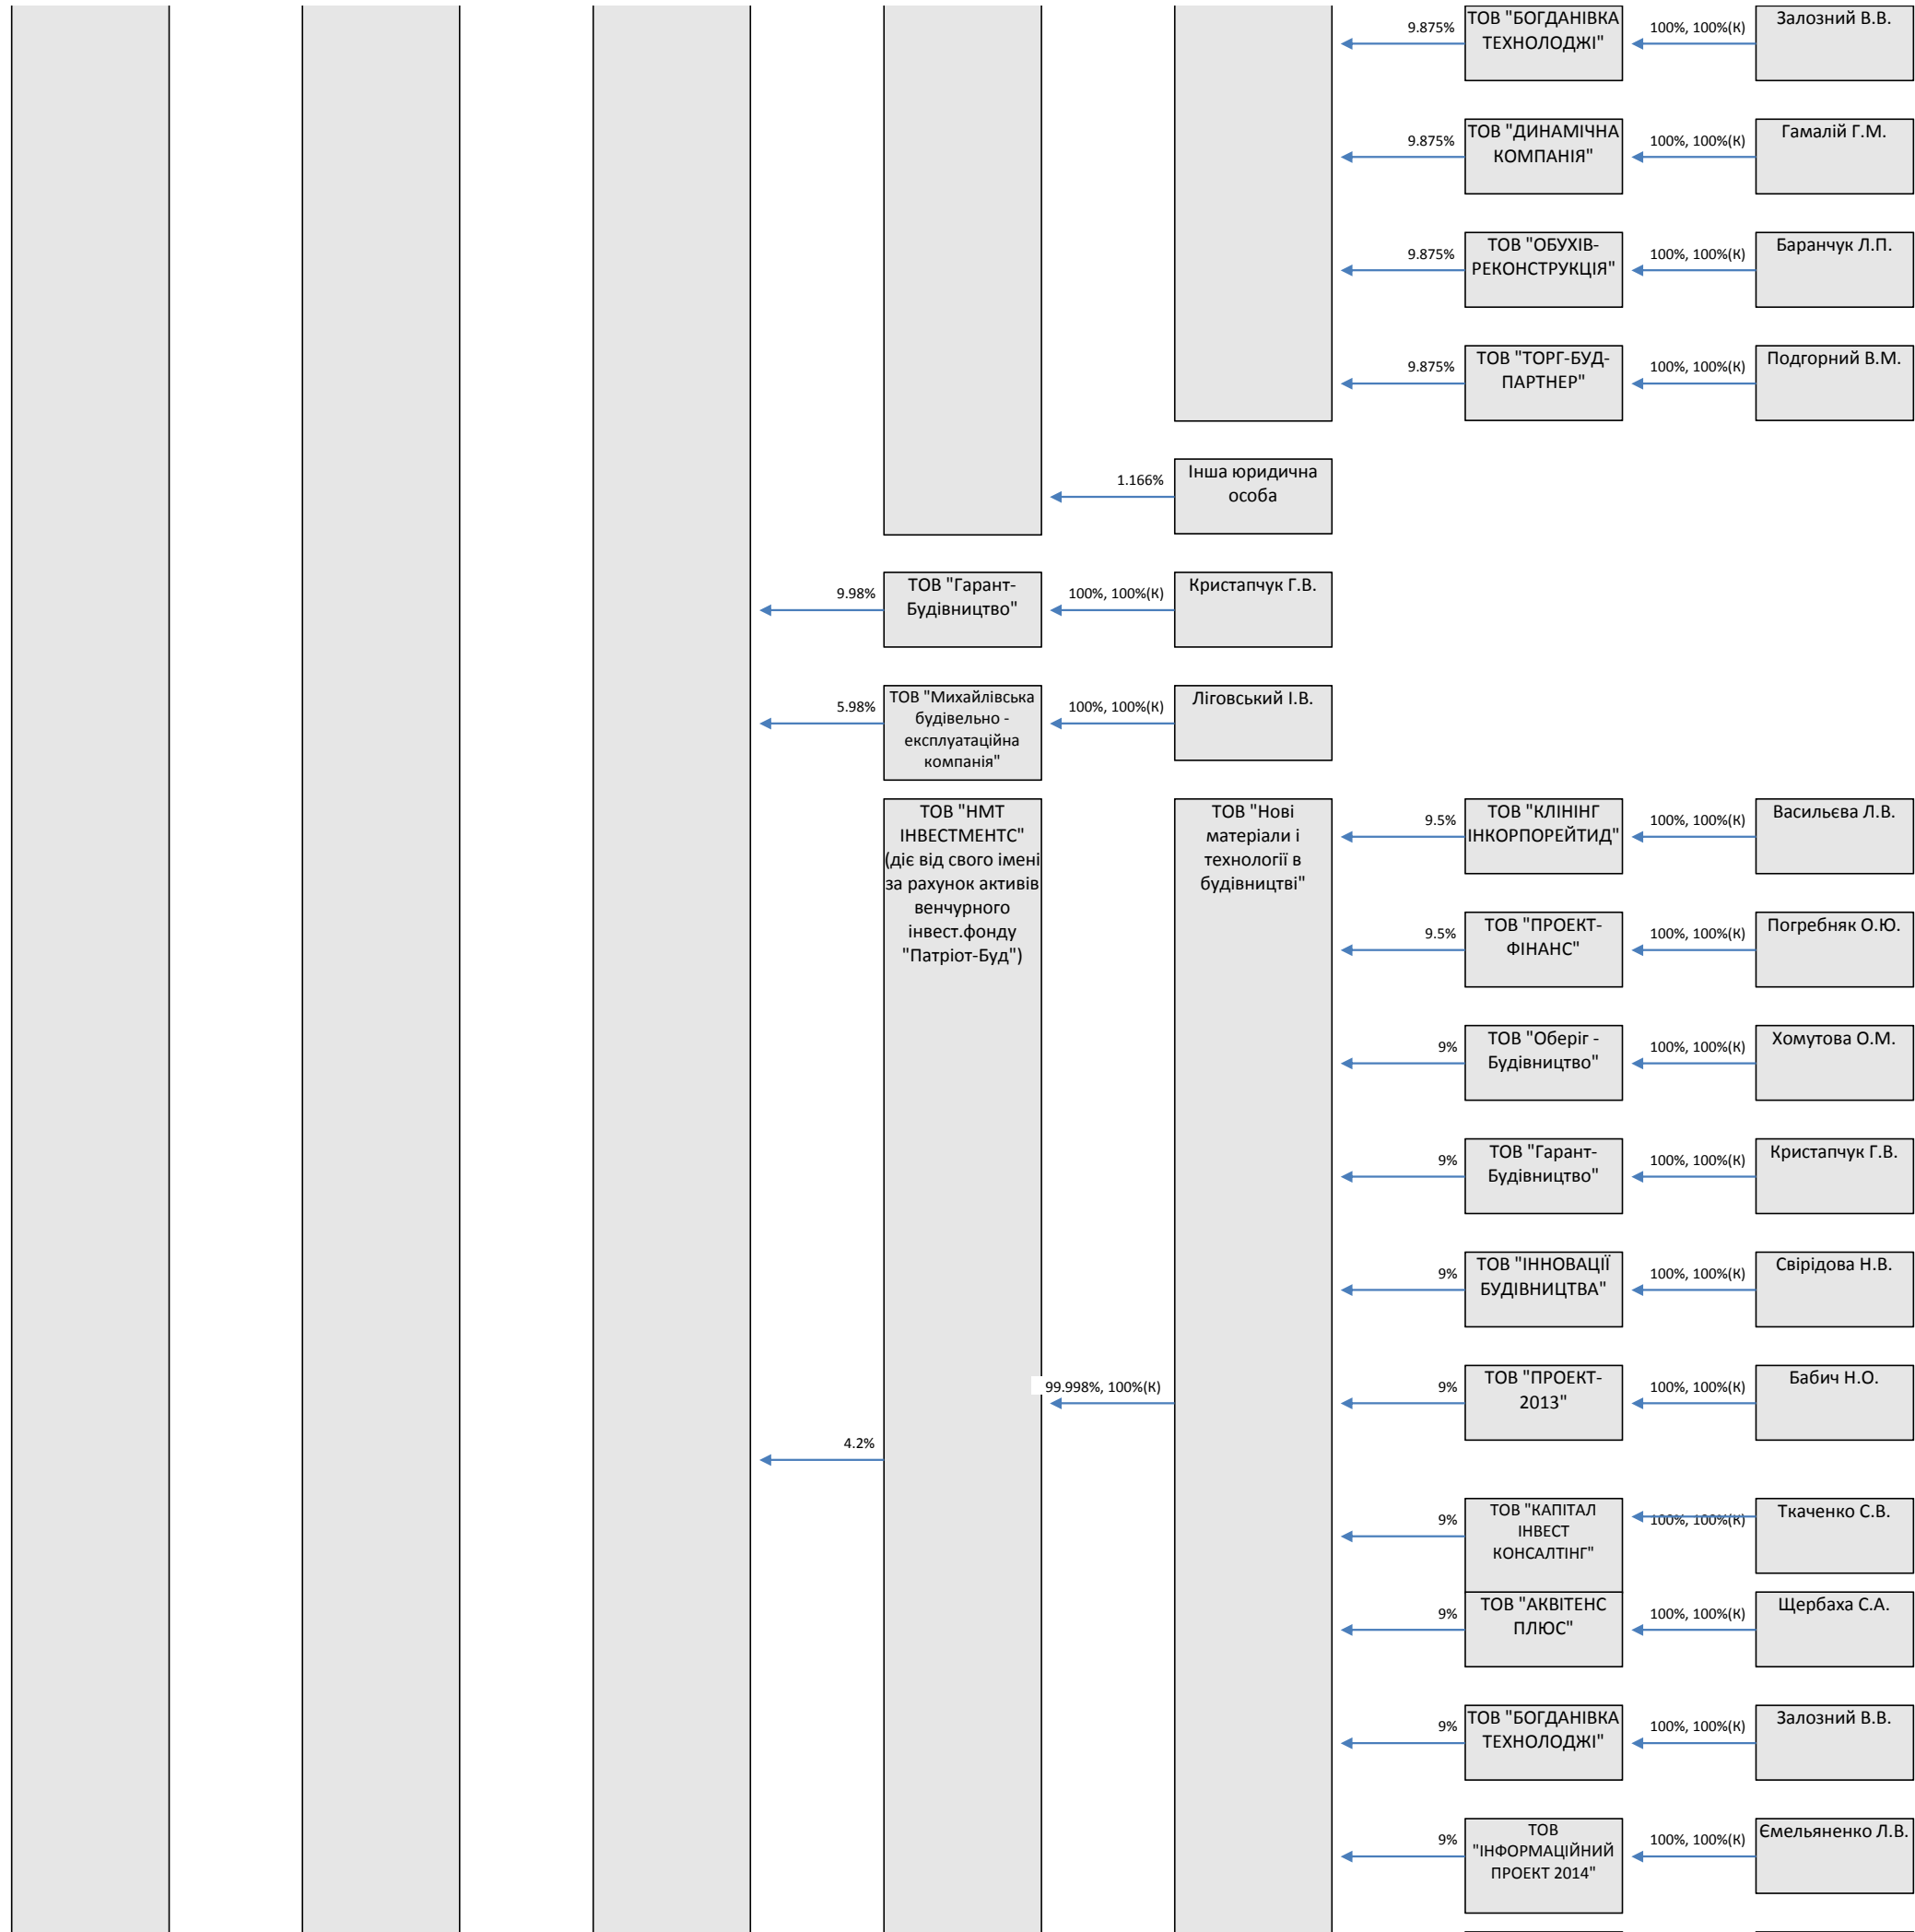 9.875%
ТОВ "БОГДАНІВКА
ТЕХНОЛОДЖІ"
100%, 100%(К)
Залозний В.В.
9.875%
ТОВ "ДИНАМІЧНА
КОМПАНІЯ"
100%, 100%(К)
Гамалій Г.М.
9.875%
ТОВ "ОБУХІВ-
РЕКОНСТРУКЦІЯ"
100%, 100%(К)
Баранчук Л.П.
9.875%
ТОВ "ТОРГ-БУД-
ПАРТНЕР"
100%, 100%(К)
Подгорний В.М.
1.166%
Інша юридична
особа
9.98%
ТОВ "Гарант-
Будівництво"
100%, 100%(К)
Кристапчук Г.В.
5.98%
ТОВ "Михайлівська
будівельно -
експлуатаційна
компанія"
100%, 100%(К)
Ліговський І.В.
4.2%
ТОВ "НМТ
ІНВЕСТМЕНТС"
(діє від свого імені
за рахунок активів
венчурного
інвест.фонду
"Патріот-Буд")
99.998%, 100%(К)
ТОВ "Нові
матеріали і
технології в
будівництві"
9.5%
ТОВ "КЛІНІНГ
ІНКОРПОРЕЙТИД"
100%, 100%(К)
Васильєва Л.В.
9.5%
ТОВ "ПРОЕКТ-
ФІНАНС"
100%, 100%(К)
Погребняк О.Ю.
9%
ТОВ "Оберіг -
Будівництво"
100%, 100%(К)
Хомутова О.М.
9%
ТОВ "Гарант-
Будівництво"
100%, 100%(К)
Кристапчук Г.В.
9%
ТОВ "ІННОВАЦІЇ
БУДІВНИЦТВА"
100%, 100%(К)
Свірідова Н.В.
9%
ТОВ "ПРОЕКТ-
2013"
100%, 100%(К)
Бабич Н.О.
9%
ТОВ "КАПІТАЛ
ІНВЕСТ
КОНСАЛТІНГ"
100%, 100%(К)
Ткаченко С.В.
9%
ТОВ "АКВІТЕНС
ПЛЮС"
100%, 100%(К)
Щербаха С.А.
9%
ТОВ "БОГДАНІВКА
ТЕХНОЛОДЖІ"
100%, 100%(К)
Залозний В.В.
9%
ТОВ
"ІНФОРМАЦІЙНИЙ
ПРОЕКТ 2014"
100%, 100%(К)
Ємельяненко Л.В.